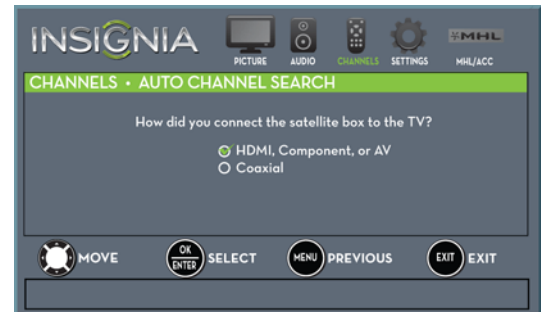 INSIGNIA
PICTURE AUDIO CHANNELS SETTINGS MHL MHL/ACC
CHANNELS • AUTO CHANNEL SEARCH
How did you connect the satellite box to the TV?
HDMI, Component, or AV
Coaxial
MOVE OK ENTER SELECT MENU PREVIOUS EXIT EXIT